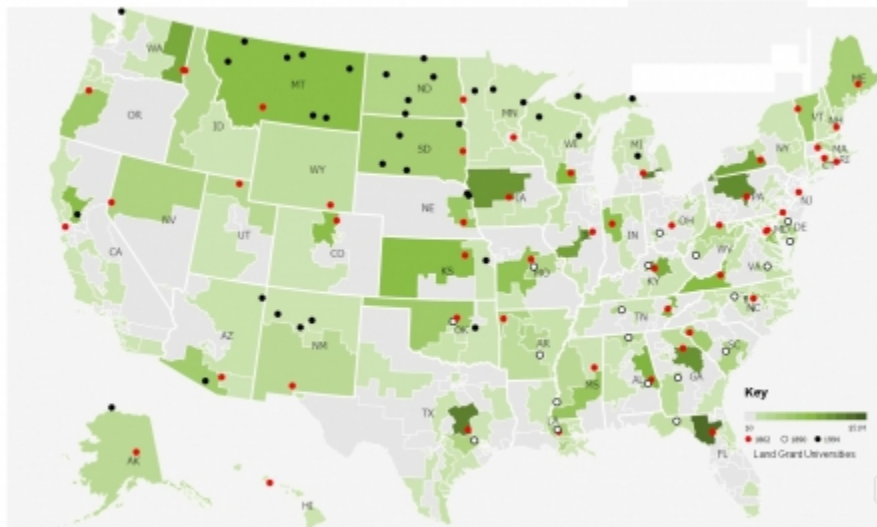 WA
MT
ND
MN
ME
OR
ID
SD
WI
MI
NY
VT
NH
MA
CT
RI
WY
NE
IA
PA
NJ
NV
UT
CO
CA
KS
MO
IN
OH
WV
MD
DE
VA
KY
AZ
NM
OK
AR
TN
NC
SC
MS
AL
GA
TX
LA
FL
AK
HI
Key
$0
1862
1890
1994
Land Grant Universities